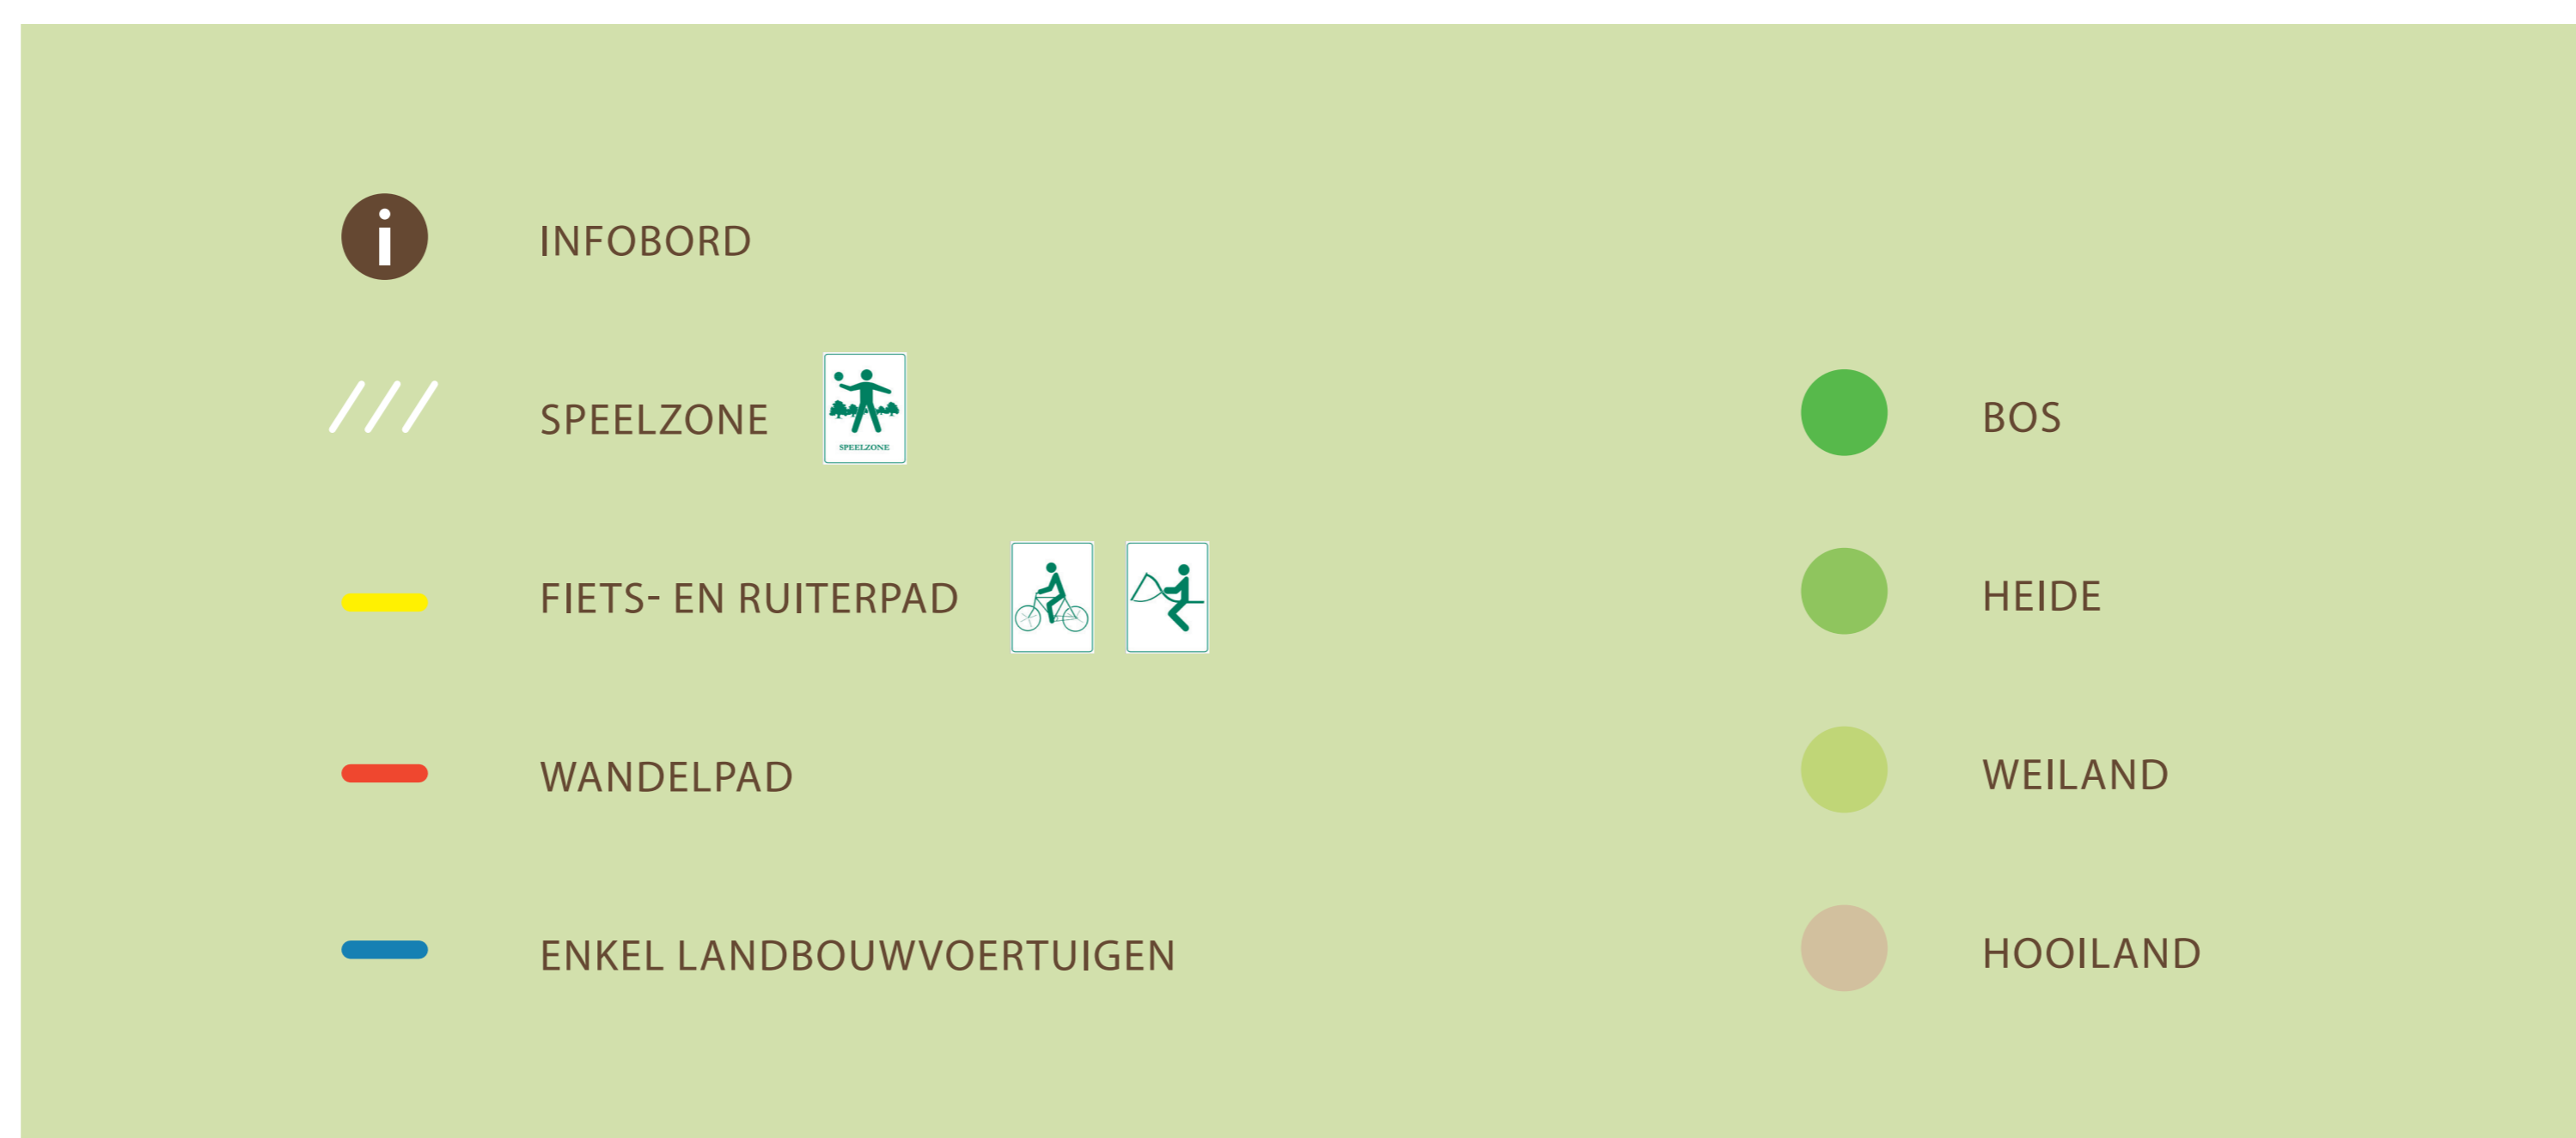 i
INFOBORD
SPEELZONE
SPEELZONE
FIETS- EN RUITERPAD
WANDELPAD
ENKEL LANDBOUWVOERTUIGEN
BOS
HEIDE
WEILAND
HOOILAND